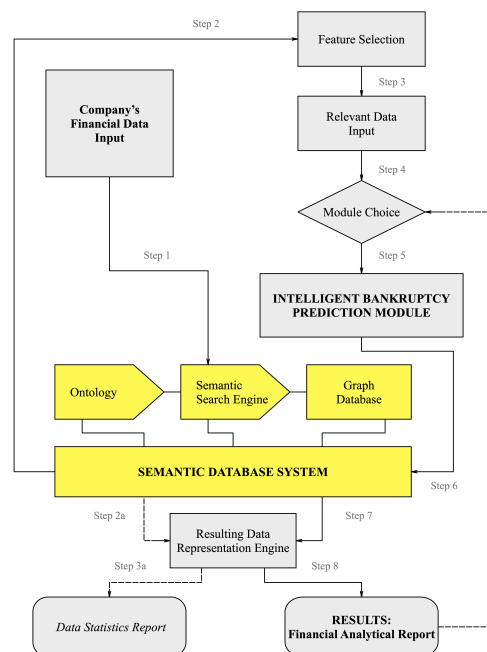 Step 2
Feature Selection
Step 3
Company's
Financial Data
Input
Relevant Data
Input
Step 4
Module Choice
Step 1
Step 5
INTELLIGENT BANKRUPTCY
PREDICTION MODULE
Ontology
Semantic
Search Engine
Graph
Database
SEMANTIC DATABASE SYSTEM
Step 6
Step 2a
Step 7
Resulting Data
Representation Engine
Step 3a
Step 8
Data Statistics Report
RESULTS:
Financial Analytical Report